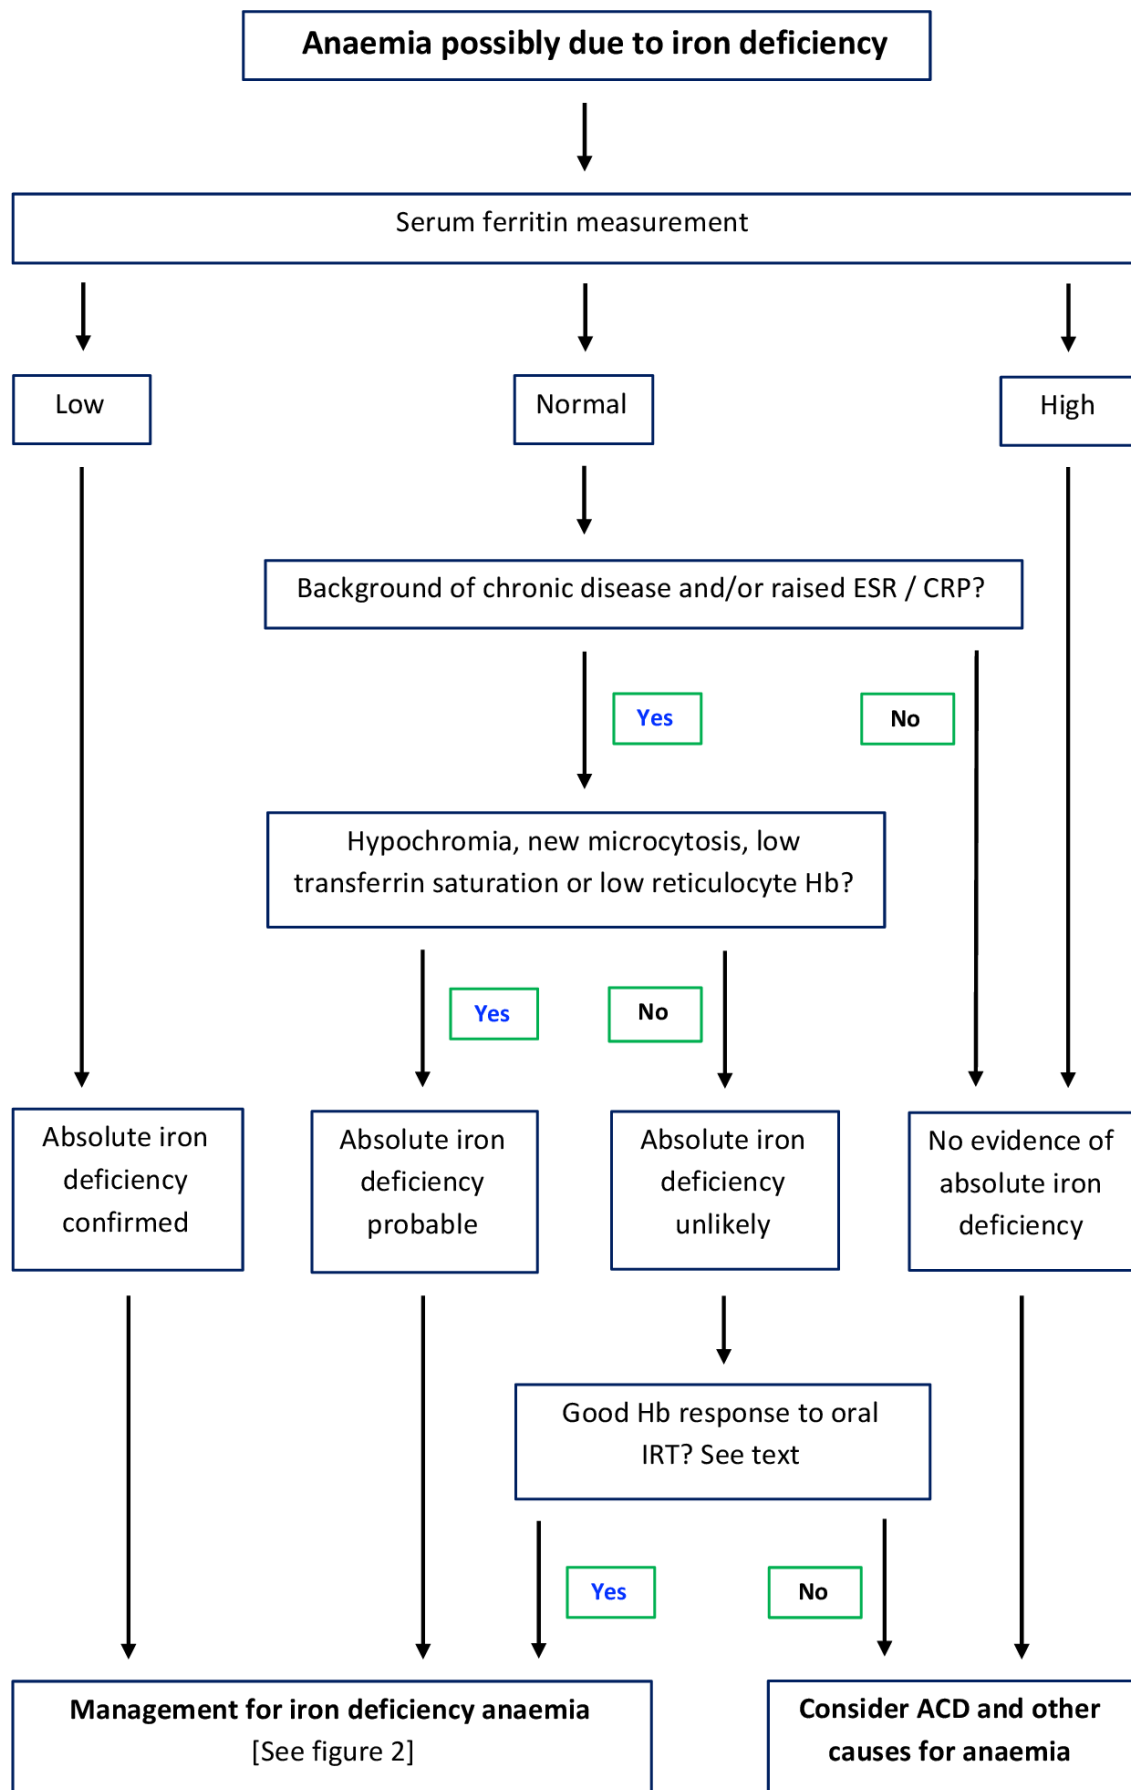 Anaemia possibly due to iron deficiency
Serum ferritin measurement
Low
Normal
High
Background of chronic disease and/or raised ESR / CRP?
Yes
No
Hypochromia, new microcytosis, low
transferrin saturation or low reticulocyte Hb?
Yes
No
Absolute iron
deficiency
confirmed
Absolute iron
deficiency
probable
Absolute iron
deficiency
unlikely
No evidence of
absolute iron
deficiency
Good Hb response to oral
IRT? See text
Yes
No
Management for iron deficiency anaemia
[See figure 2]
Consider ACD and other
causes for anaemia